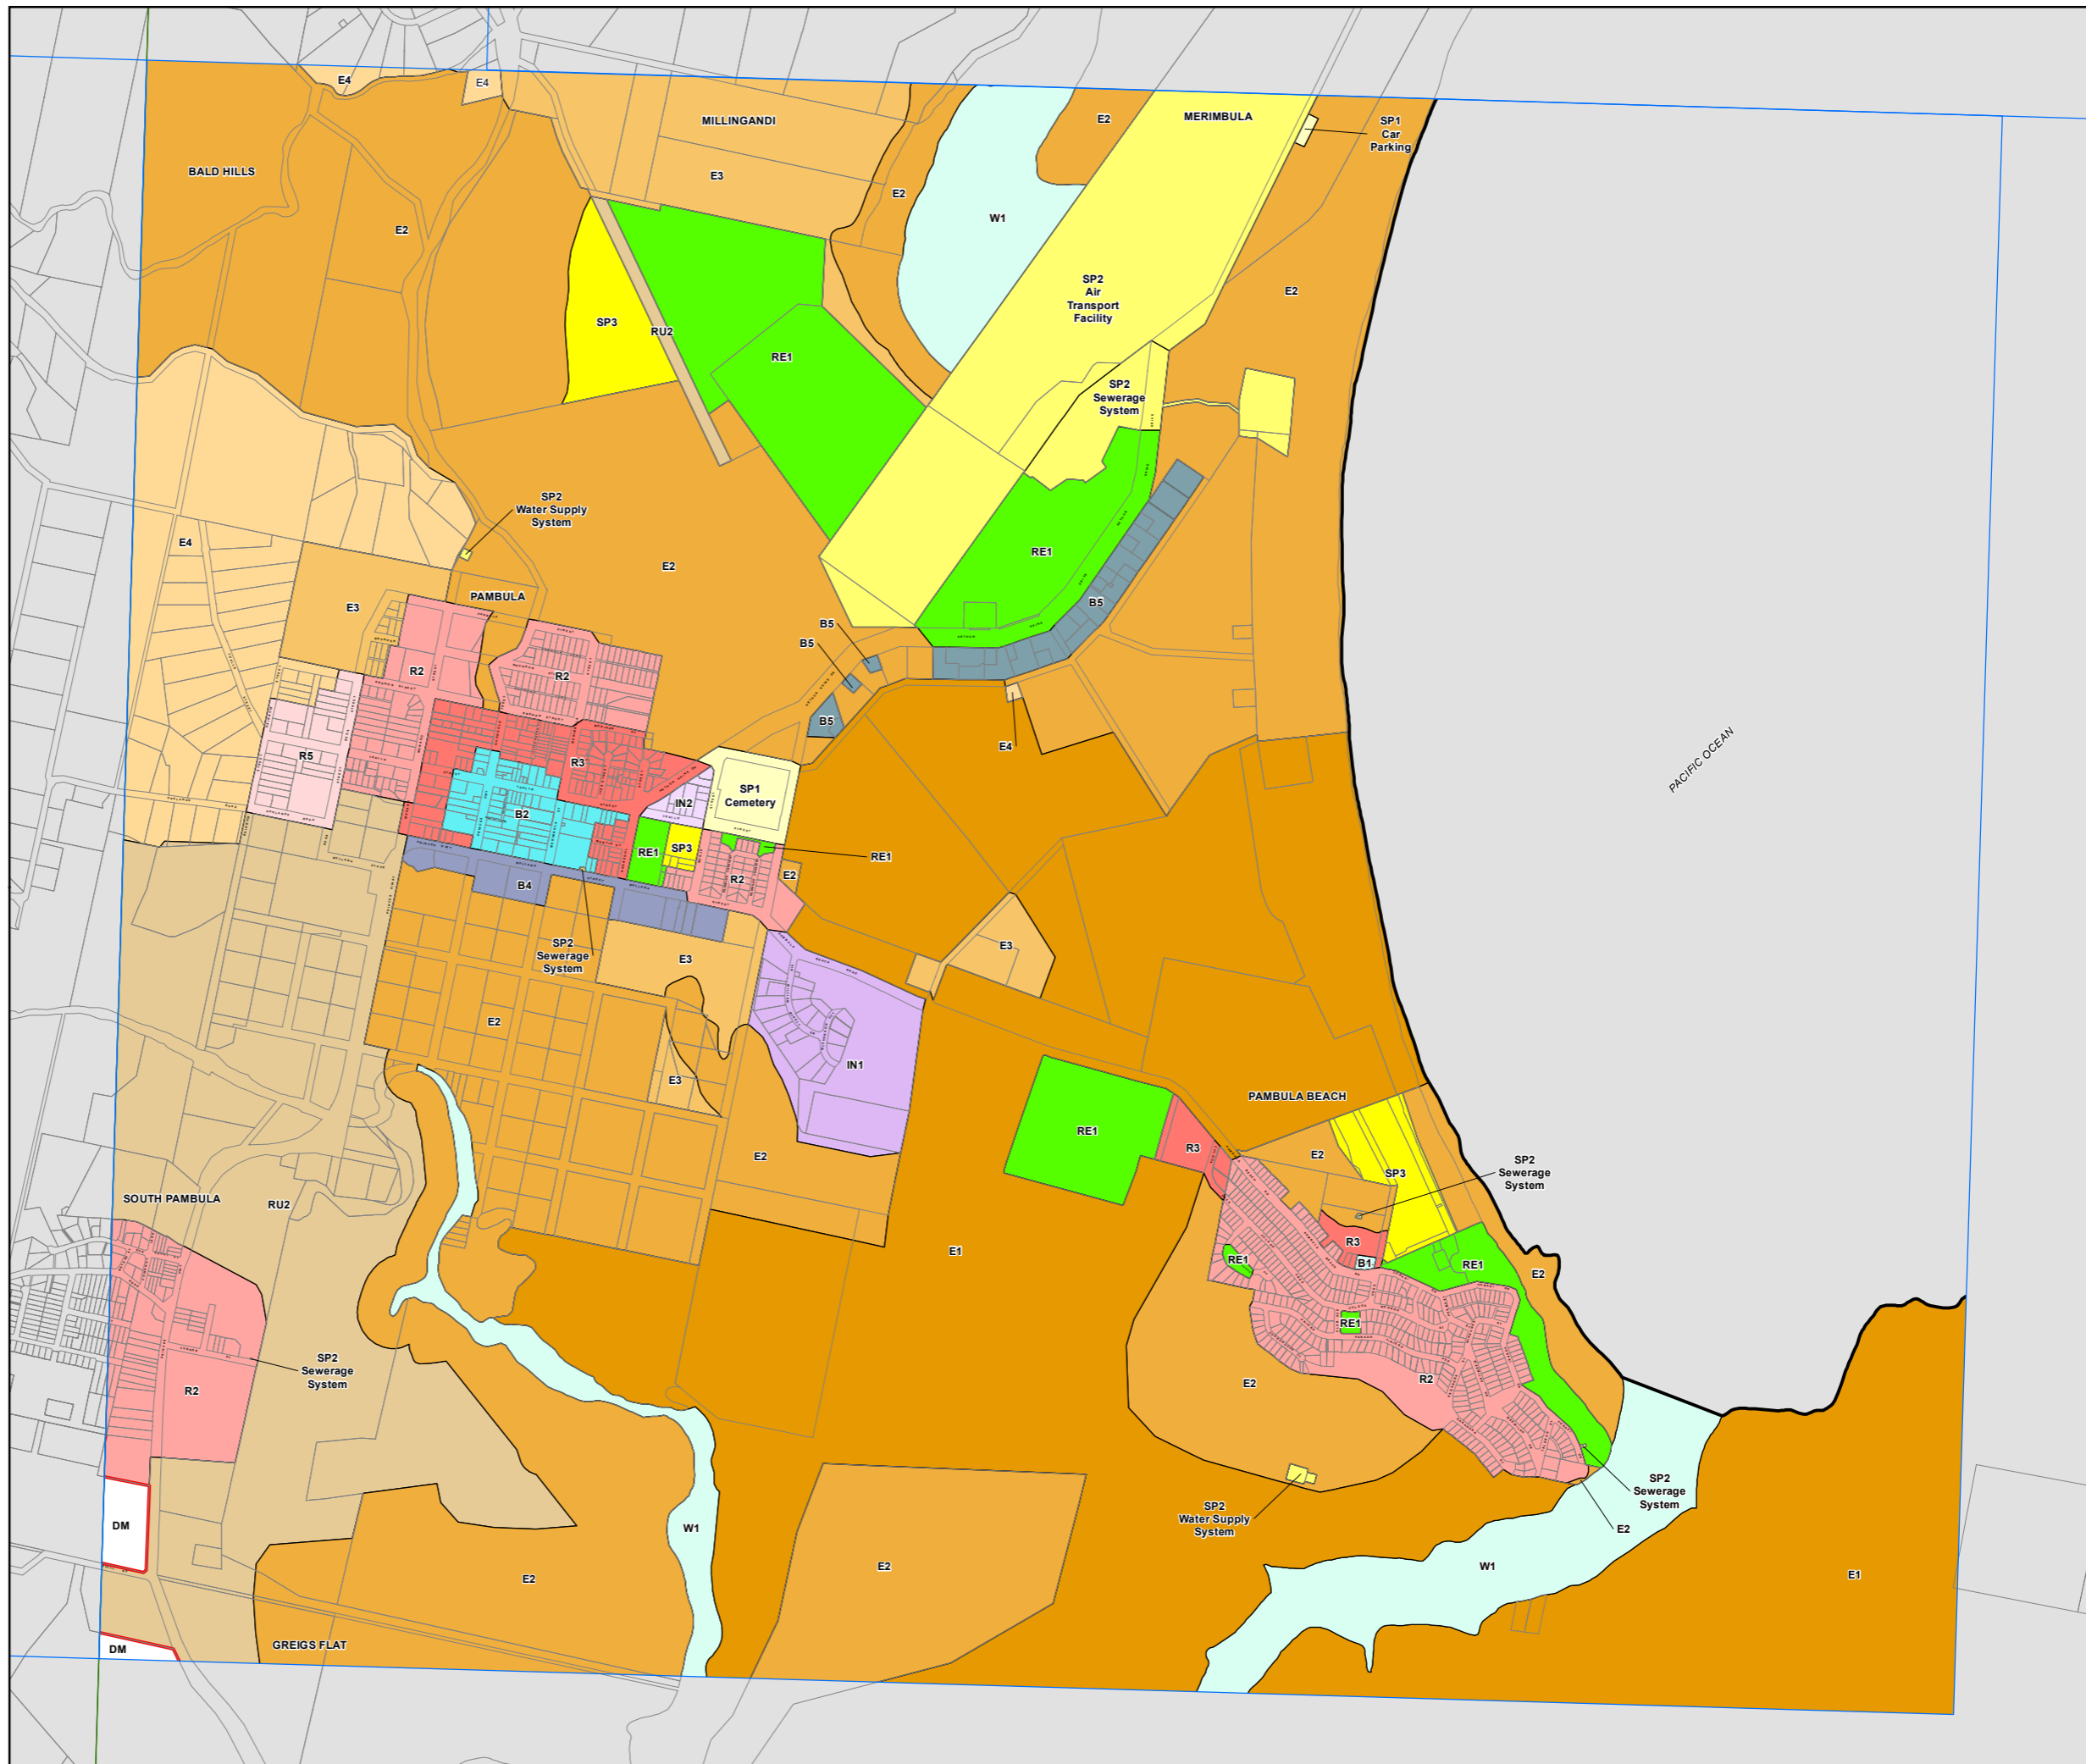 E4
E4
MILLINGANDI
E2
MERIMBULA
SP1
Car
Parking
BALD HILLS
E3
E2
E2
W1
SP2
Air
Transport
Facility
E2
SP3
RU2
RE1
SP2
Sewerage
System
SP2
Water Supply
System
E4
E2
RE1
E3
PAMBULA
B5
B5
B5
R2
R2
B5
E4
R5
R3
PACIFIC OCEAN
B2
IN2
SP1
Cemetery
RE1
SP3
RE1
B4
R2
E2
SP2
Sewerage
System
E3
E3
E2
IN1
E3
PAMBULA BEACH
RE1
R3
E2
SP3
SP2
Sewerage
System
E2
SOUTH PAMBULA
RU2
E1
R3
RE1
B1
RE1
E2
RE1
SP2
Sewerage
System
R2
E2
R2
SP2
Sewerage
System
SP2
Water Supply
System
DM
W1
E2
E2
W1
E2
E1
GREIGS FLAT
DM